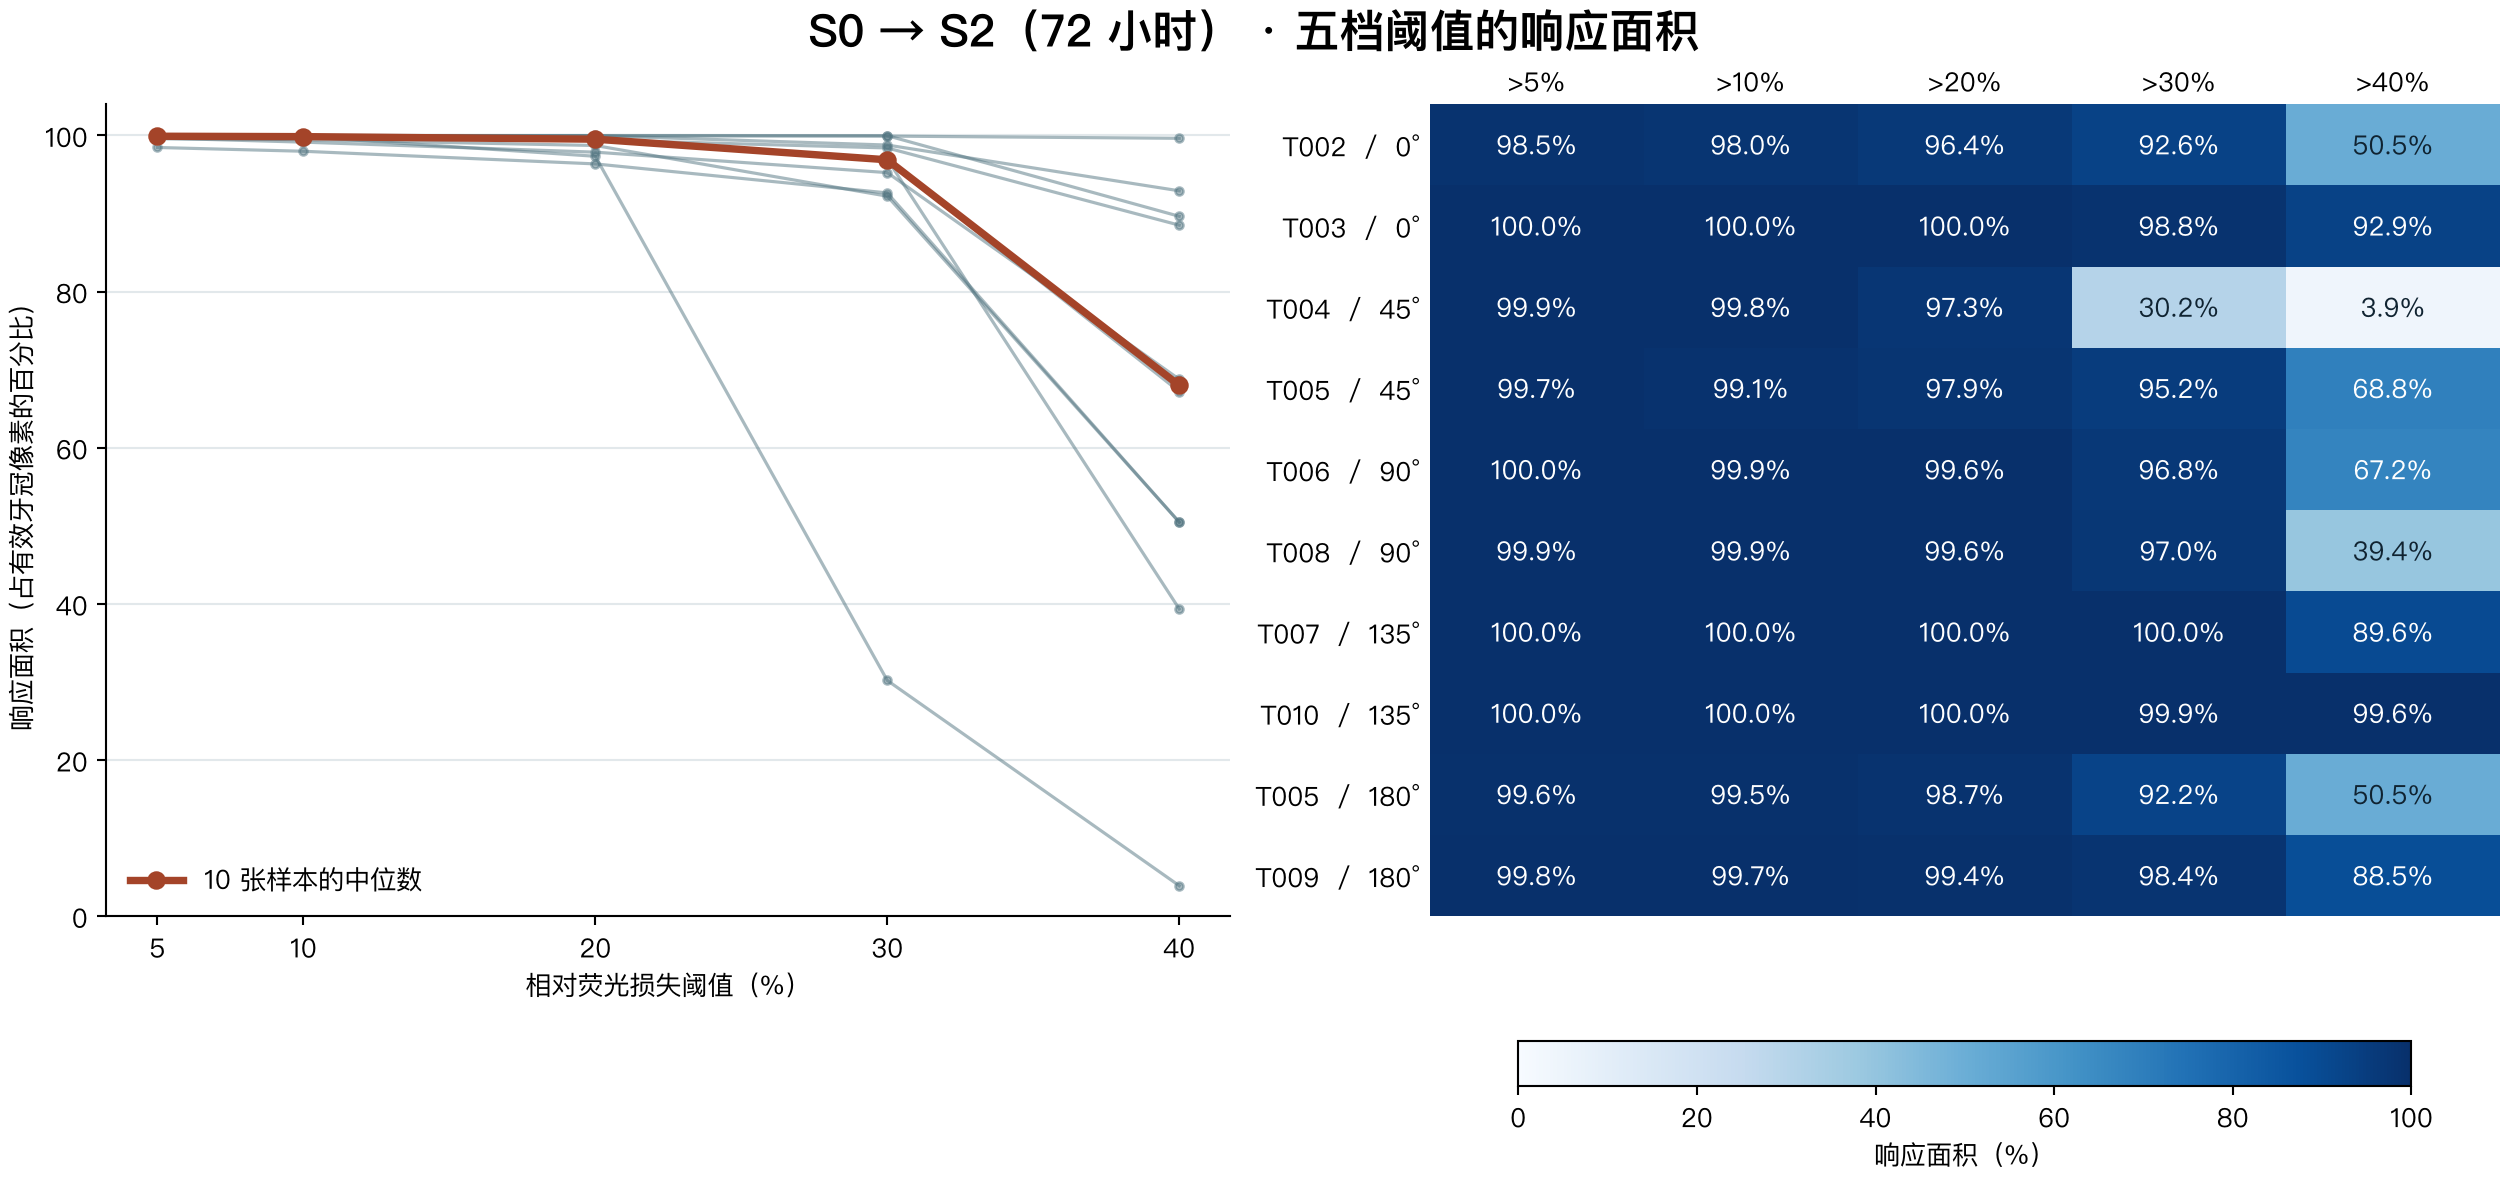 S0 → S2（72 小时） · 五档阈值的响应面积
响应面积（占有效牙冠像素的百分比）
100
80
60
40
20
0
10 张样本的中位数
5 10 20 30 40
相对荧光损失阈值（%）
>5% >10% >20% >30% >40%
T002 / 0° 98.5% 98.0% 96.4% 92.6% 50.5%
T003 / 0° 100.0% 100.0% 100.0% 98.8% 92.9%
T004 / 45° 99.9% 99.8% 97.3% 30.2% 3.9%
T005 / 45° 99.7% 99.1% 97.9% 95.2% 68.8%
T006 / 90° 100.0% 99.9% 99.6% 96.8% 67.2%
T008 / 90° 99.9% 99.9% 99.6% 97.0% 39.4%
T007 / 135° 100.0% 100.0% 100.0% 100.0% 89.6%
T010 / 135° 100.0% 100.0% 100.0% 99.9% 99.6%
T005 / 180° 99.6% 99.5% 98.7% 92.2% 50.5%
T009 / 180° 99.8% 99.7% 99.4% 98.4% 88.5%
0 20 40 60 80 100
响应面积（%）